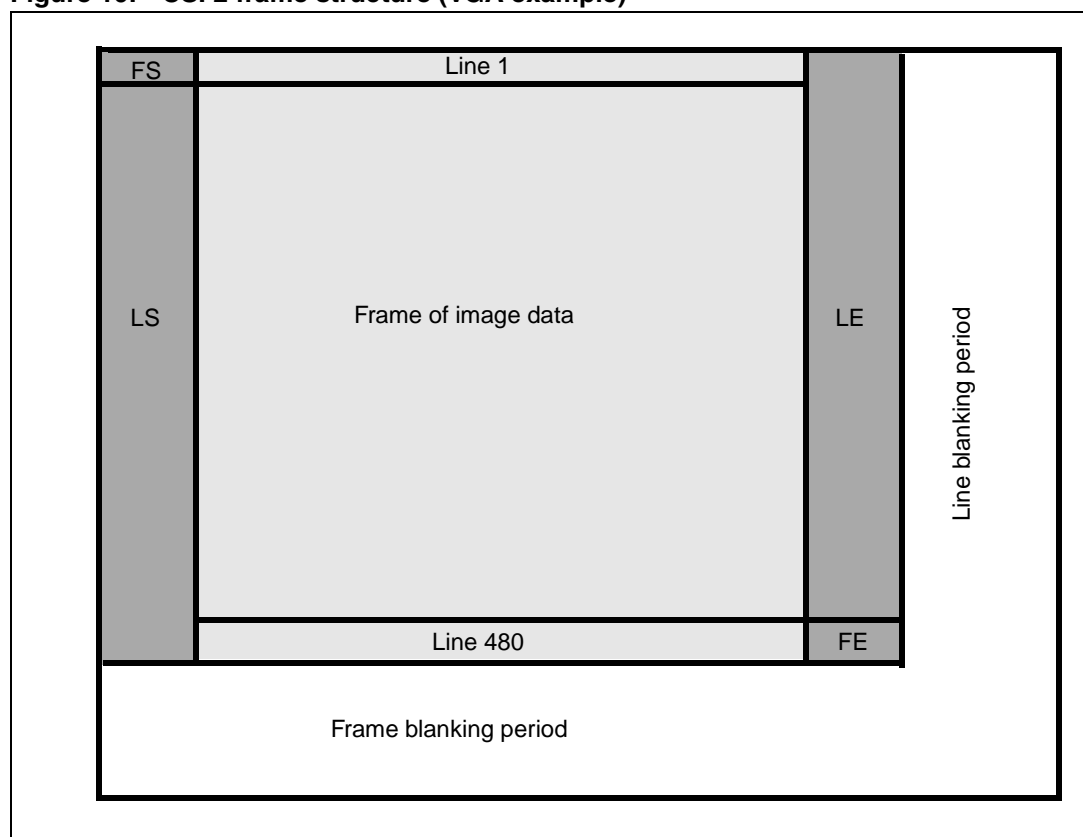 FS
Line 1
LS
Frame of image data
LE
Line blanking period
Line 480
FE
Frame blanking period